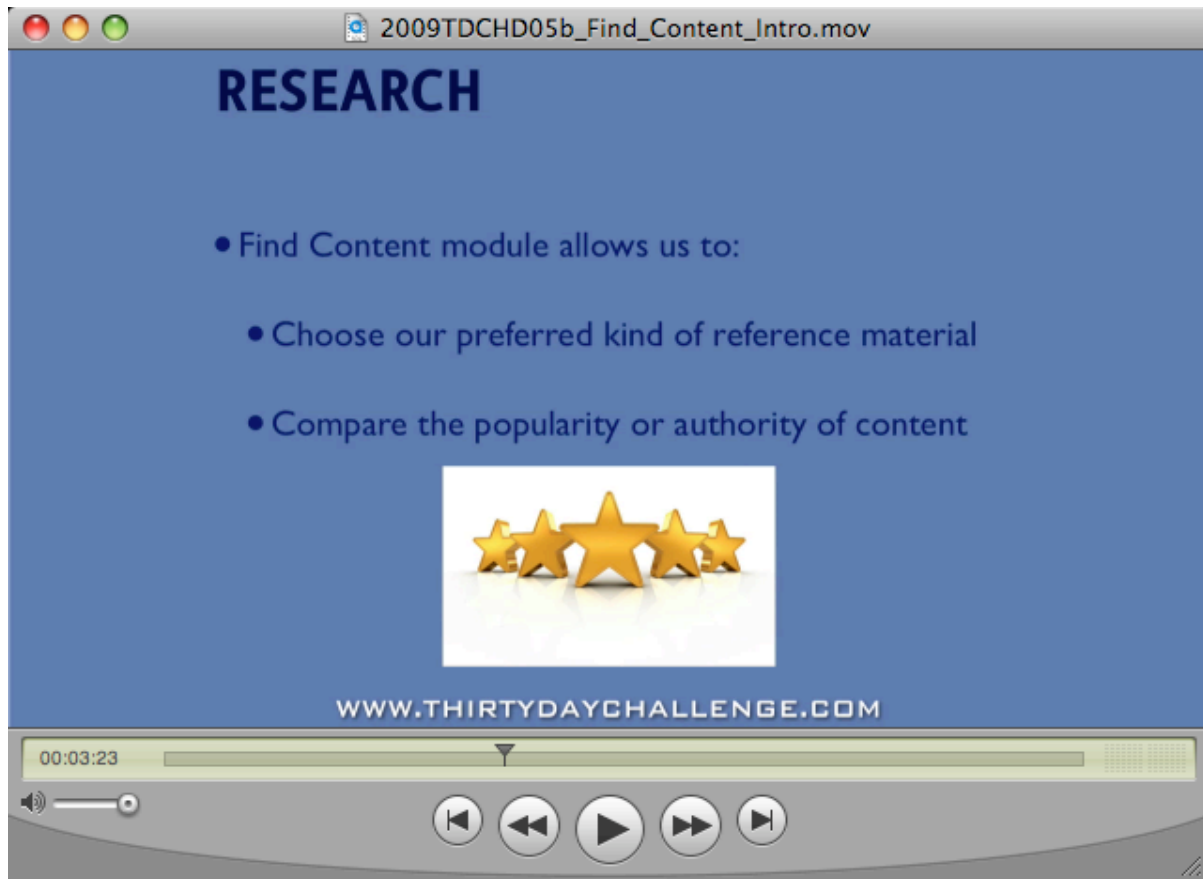 2009TDCHD05b_Find_Content_Intro.mov
RESEARCH
• Find Content module allows us to:
• Choose our preferred kind of reference material
• Compare the popularity or authority of content
WWW.THIRTYDAYCHALLENGE.COM
00:03:23